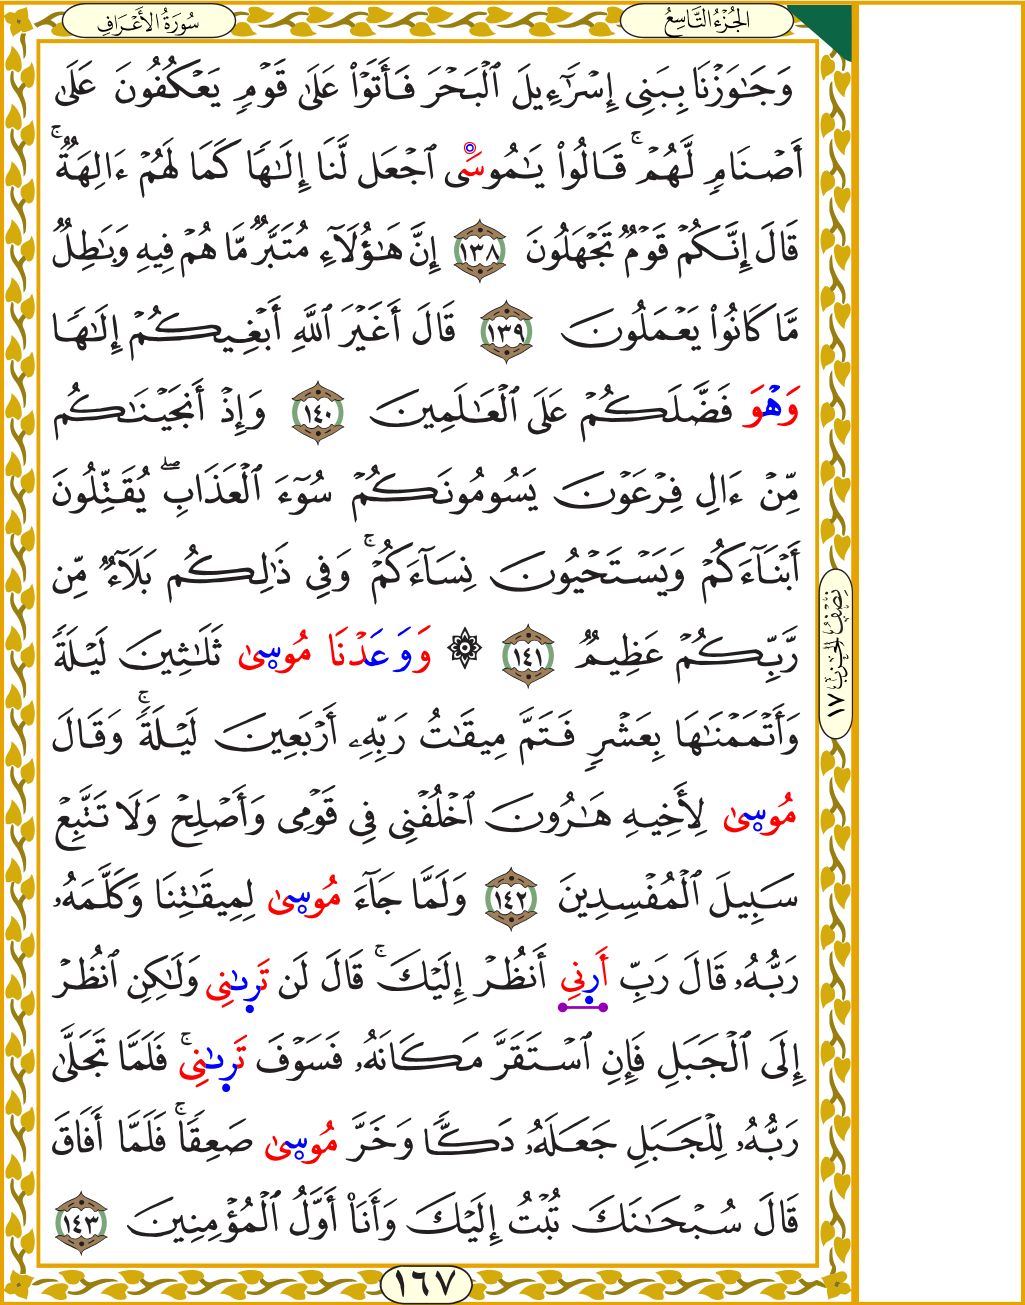 الجُزْءُ التَّاسِعُ
سُورَةُ الأَعْرَافِ
وَجَٰوَزْنَا بِبَنِىٓ إِسْرَٰٓءِيلَ ٱلْبَحْرَ فَأَتَوْا۟ عَلَىٰ قَوْمٍ يَعْكُفُونَ عَلَىٰٓ
أَصْنَامٍ لَّهُمْ ۚ قَالُوا۟ يَٰمُوسَى ٱجْعَل لَّنَآ إِلَٰهًا كَمَا لَهُمْ ءَالِهَةٌ ۚ
قَالَ إِنَّكُمْ قَوْمٌ تَجْهَلُونَ ١٣٨ إِنَّ هَٰٓؤُلَآءِ مُتَبَّرٌ مَّا هُمْ فِيهِ وَبَٰطِلٌ
مَّا كَانُوا۟ يَعْمَلُونَ ١٣٩ قَالَ أَغَيْرَ ٱللَّهِ أَبْغِيكُمْ إِلَٰهًا
وَهْوَ فَضَّلَكُمْ عَلَى ٱلْعَٰلَمِينَ ١٤٠ وَإِذْ أَنجَيْنَٰكُم
مِّنْ ءَالِ فِرْعَوْنَ يَسُومُونَكُمْ سُوٓءَ ٱلْعَذَابِ ۖ يُقَتِّلُونَ
أَبْنَآءَكُمْ وَيَسْتَحْيُونَ نِسَآءَكُمْ ۚ وَفِى ذَٰلِكُم بَلَآءٌ مِّن
رَّبِّكُمْ عَظِيمٌ ١٤١ ۞ وَوَعَدْنَا مُوسَىٰ ثَلَٰثِينَ لَيْلَةً
وَأَتْمَمْنَٰهَا بِعَشْرٍ فَتَمَّ مِيقَٰتُ رَبِّهِۦٓ أَرْبَعِينَ لَيْلَةً ۚ وَقَالَ
مُوسَىٰ لِأَخِيهِ هَٰرُونَ ٱخْلُفْنِى فِى قَوْمِى وَأَصْلِحْ وَلَا تَتَّبِعْ
سَبِيلَ ٱلْمُفْسِدِينَ ١٤٢ وَلَمَّا جَآءَ مُوسَىٰ لِمِيقَٰتِنَا وَكَلَّمَهُۥ
رَبُّهُۥ قَالَ رَبِّ أَرِنِىٓ أَنظُرْ إِلَيْكَ ۚ قَالَ لَن تَرَىٰنِى وَلَٰكِنِ ٱنظُرْ
إِلَى ٱلْجَبَلِ فَإِنِ ٱسْتَقَرَّ مَكَانَهُۥ فَسَوْفَ تَرَىٰنِى ۚ فَلَمَّا تَجَلَّىٰ
رَبُّهُۥ لِلْجَبَلِ جَعَلَهُۥ دَكًّا وَخَرَّ مُوسَىٰ صَعِقًا ۚ فَلَمَّآ أَفَاقَ
قَالَ سُبْحَٰنَكَ تُبْتُ إِلَيْكَ وَأَنَا۠ أَوَّلُ ٱلْمُؤْمِنِينَ ١٤٣
نِصْفُ الحِزْبِ ١٧
١٦٧